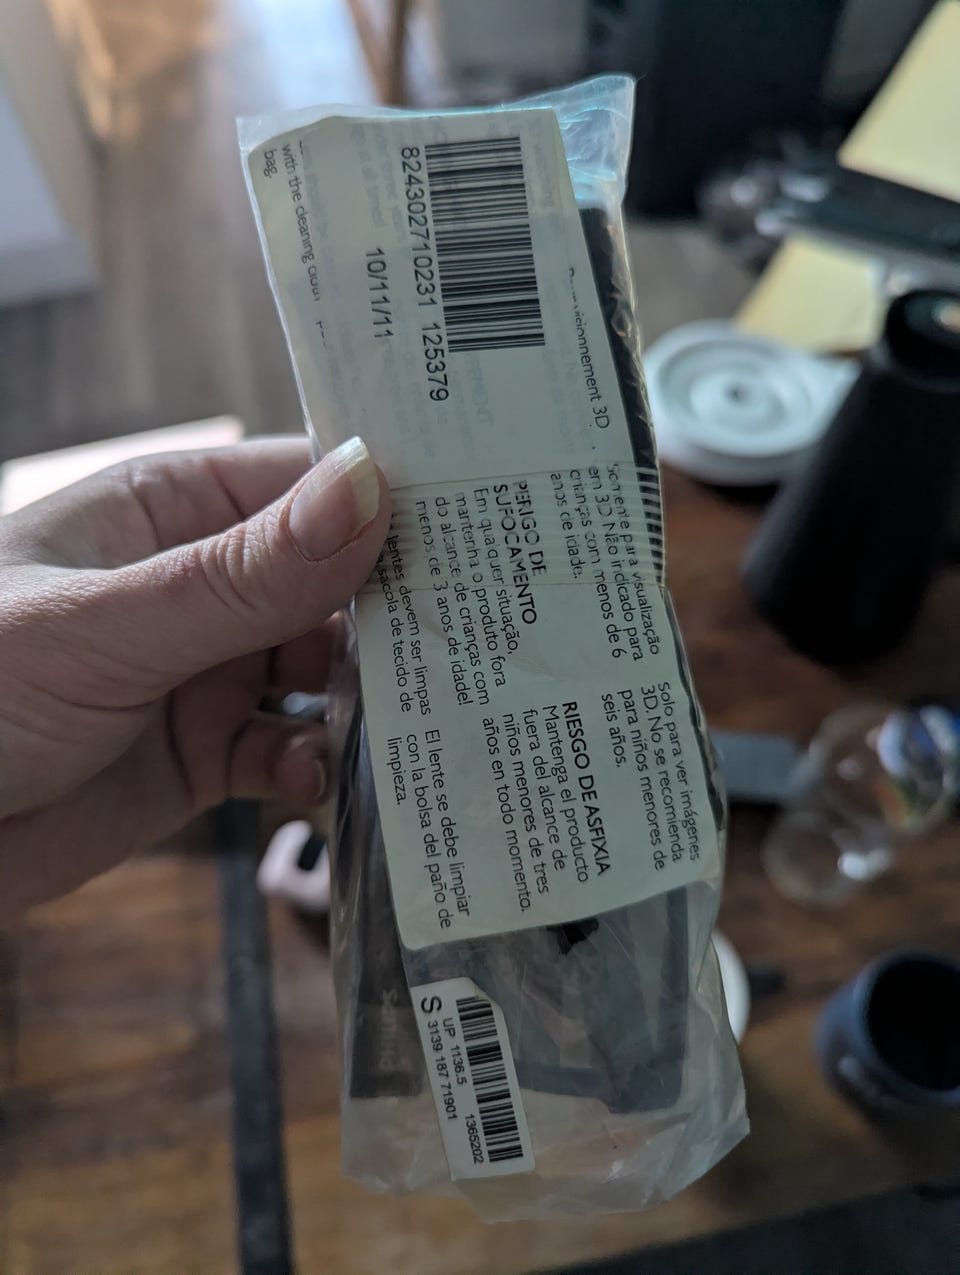 with the cleaning cloth
bag.
824302710231 125379
10/11/11
visionnement 3D
Somente para visualização
em 3D. Não indicado para
crianças com menos de 6
anos de idade.
PERIGO DE
SUFOCAMENTO
Em qualquer situação,
mantenha o produto fora
do alcance de crianças com
menos de 3 anos de idade!
lentes devem ser limpas
sacola de tecido de
Solo para ver imágenes
3D. No se recomienda
para niños menores de
seis años.
RIESGO DE ASFIXIA
Mantenga el producto
fuera del alcance de
niños menores de tres
años en todo momento.
El lente se debe limpiar
con la bolsa del paño de
limpieza.
UP 1136.5 1365202
S 3139 187 71901